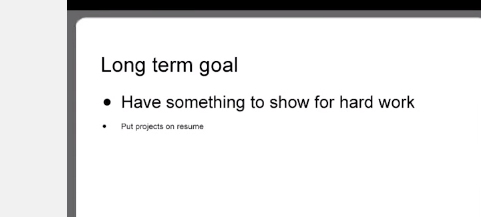 Long term goal
• Have something to show for hard work
• Put projects on resume